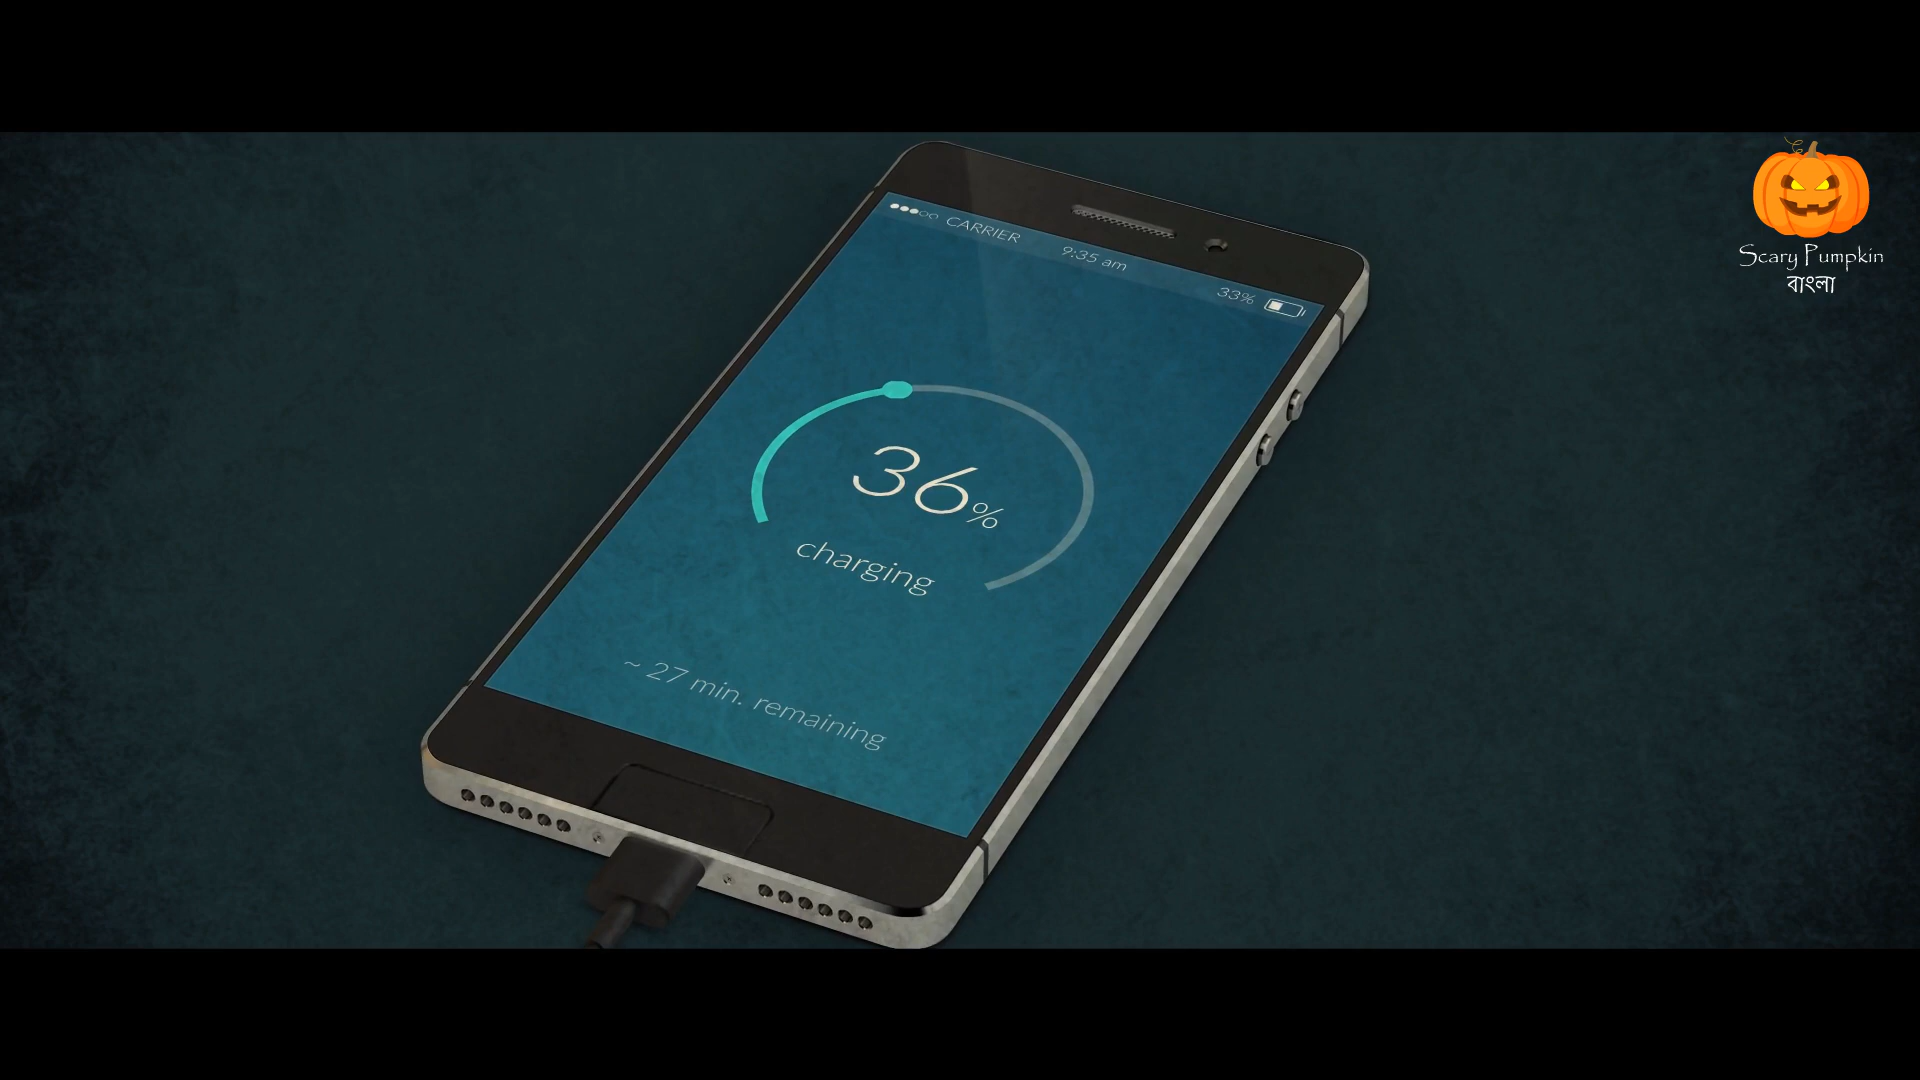 CARRIER
9:35 am
33%
36%
charging
~ 27 min. remaining
Scary Pumpkin
বাংলা